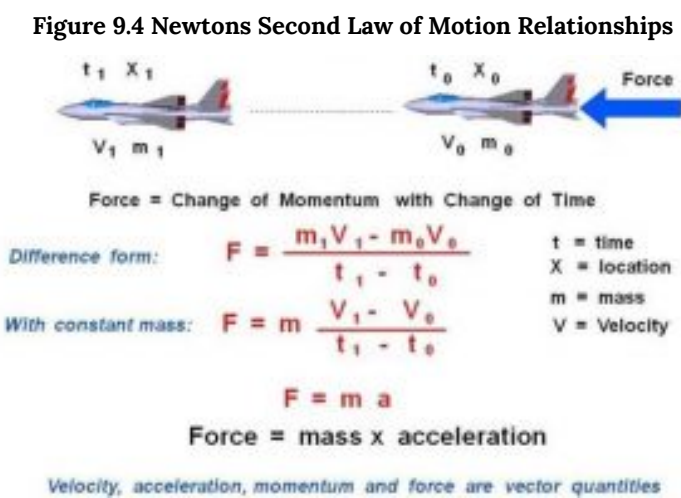 Figure 9.4 Newtons Second Law of Motion Relationships
t₁ X₁
t₀ X₀
Force
V₁ m₁
V₀ m₀
Force = Change of Momentum with Change of Time
Difference form: F = (m₁V₁ - m₀V₀) / (t₁ - t₀)
t = time
X = location
m = mass
V = Velocity
With constant mass: F = m (V₁ - V₀) / (t₁ - t₀)
F = m a
Force = mass x acceleration
Velocity, acceleration, momentum and force are vector quantities